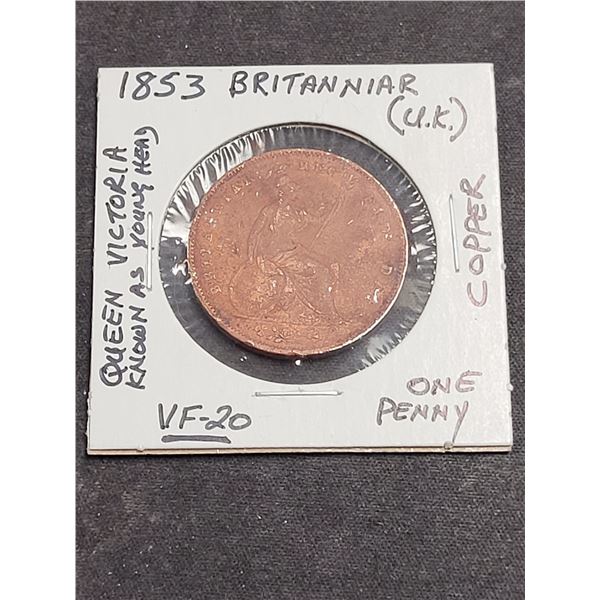 1853 BRITANNIAR
(U.K.)
QUEEN VICTORIA
KNOWN AS YOUNG HEAD
COPPER
VF-20
ONE
PENNY